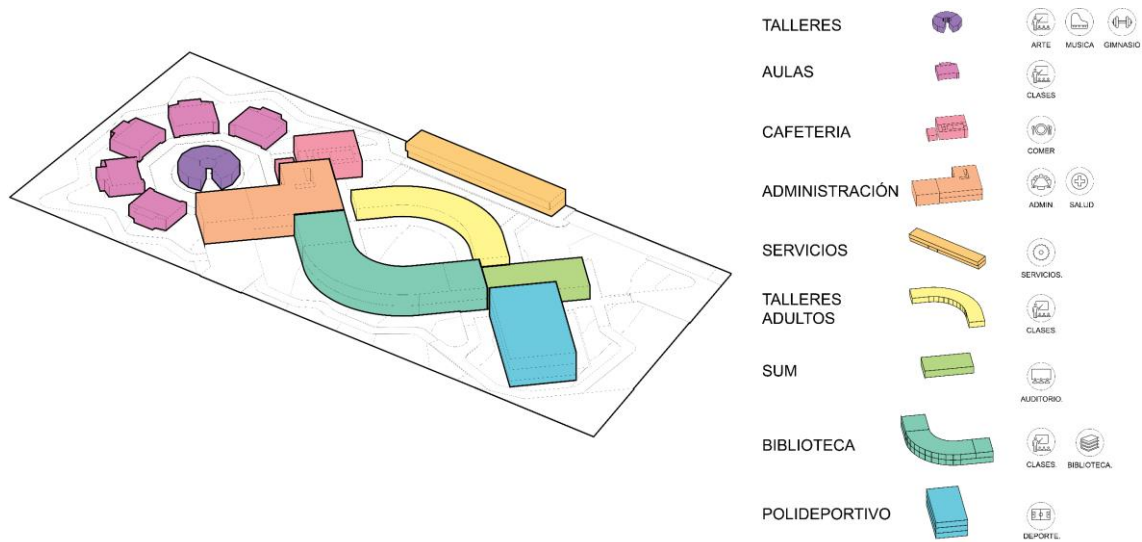 TALLERES
ARTE MUSICA GIMNASIO
AULAS
CLASES
CAFETERIA
COMER
ADMINISTRACIÓN
ADMIN SALUD
SERVICIOS
SERVICIOS.
TALLERES
ADULTOS
CLASES
SUM
AUDITORIO.
BIBLIOTECA
CLASES. BIBLIOTECA.
POLIDEPORTIVO
DEPORTE.